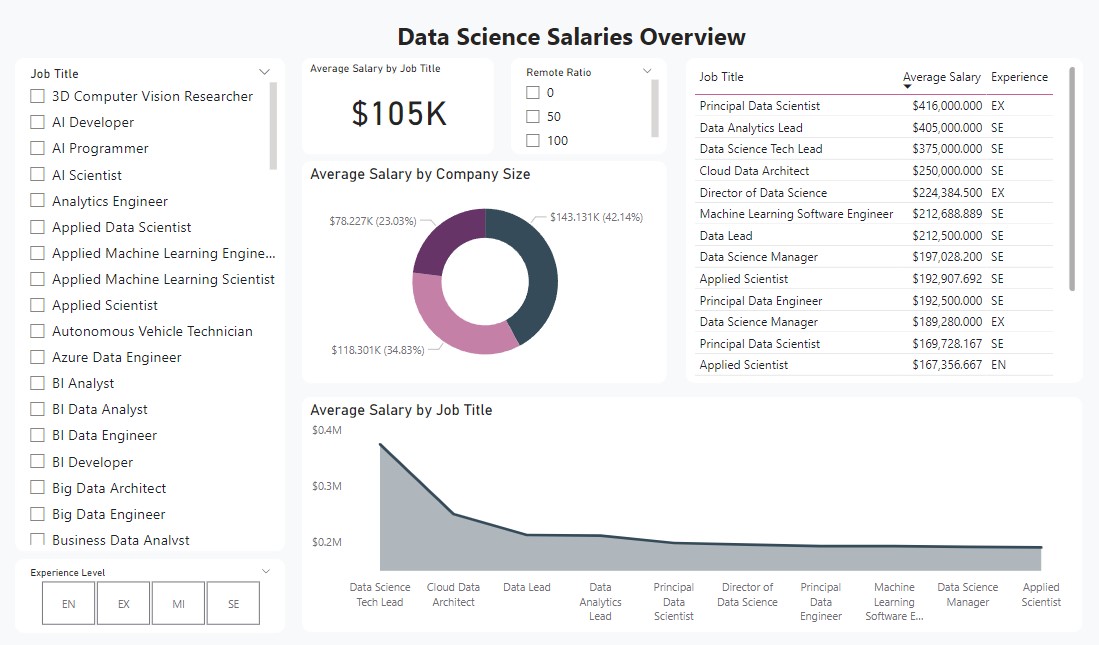 Data Science Salaries Overview
Job Title
3D Computer Vision Researcher
AI Developer
AI Programmer
AI Scientist
Analytics Engineer
Applied Data Scientist
Applied Machine Learning Engine...
Applied Machine Learning Scientist
Applied Scientist
Autonomous Vehicle Technician
Azure Data Engineer
BI Analyst
BI Data Analyst
BI Data Engineer
BI Developer
Big Data Architect
Big Data Engineer
Business Data Analyst
Experience Level
EN EX MI SE
Average Salary by Job Title
$105K
Remote Ratio
0
50
100
Average Salary by Company Size
$78.227K (23.03%)
$143.131K (42.14%)
$118.301K (34.83%)
Job Title Average Salary Experience
Principal Data Scientist $416,000.000 EX
Data Analytics Lead $405,000.000 SE
Data Science Tech Lead $375,000.000 SE
Cloud Data Architect $250,000.000 SE
Director of Data Science $224,384.500 EX
Machine Learning Software Engineer $212,688.889 SE
Data Lead $212,500.000 SE
Data Science Manager $197,028.200 SE
Applied Scientist $192,907.692 SE
Principal Data Engineer $192,500.000 SE
Data Science Manager $189,280.000 EX
Principal Data Scientist $169,728.167 SE
Applied Scientist $167,356.667 EN
Average Salary by Job Title
$0.4M
$0.3M
$0.2M
Data Science
Tech Lead
Cloud Data
Architect
Data Lead
Data
Analytics
Lead
Principal
Data
Scientist
Director of
Data Science
Principal
Data
Engineer
Machine
Learning
Software E...
Data Science
Manager
Applied
Scientist